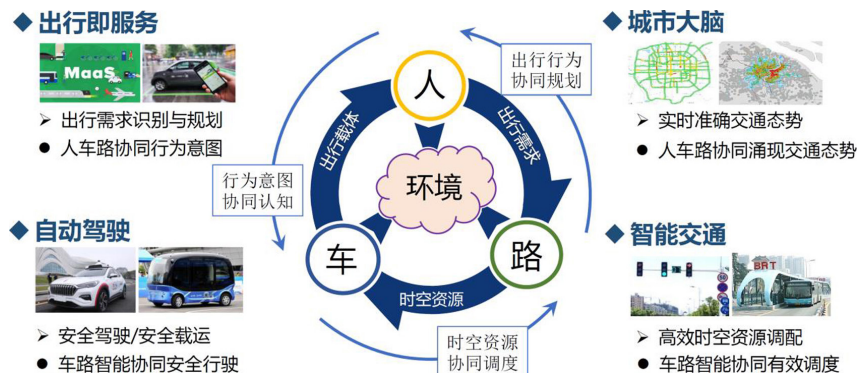 出行即服务
MaaS
出行需求识别与规划
人车路协同行为意图
自动驾驶
安全驾驶/安全载运
车路智能协同安全行驶
人
出行载体
出行需求
环境
车
路
时空资源
行为意图
协同认知
出行行为
协同规划
时空资源
协同调度
城市大脑
实时准确交通态势
人车路协同涌现交通态势
智能交通
BRT
高效时空资源调配
车路智能协同有效调度